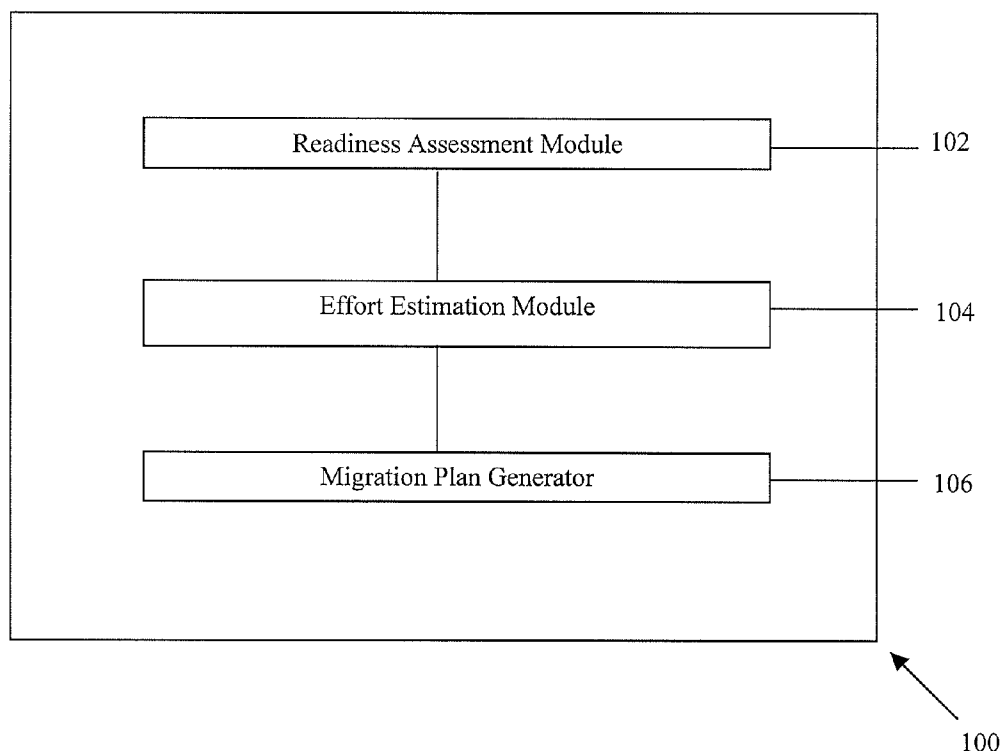 Readiness Assessment Module
102
Effort Estimation Module
104
Migration Plan Generator
106
100